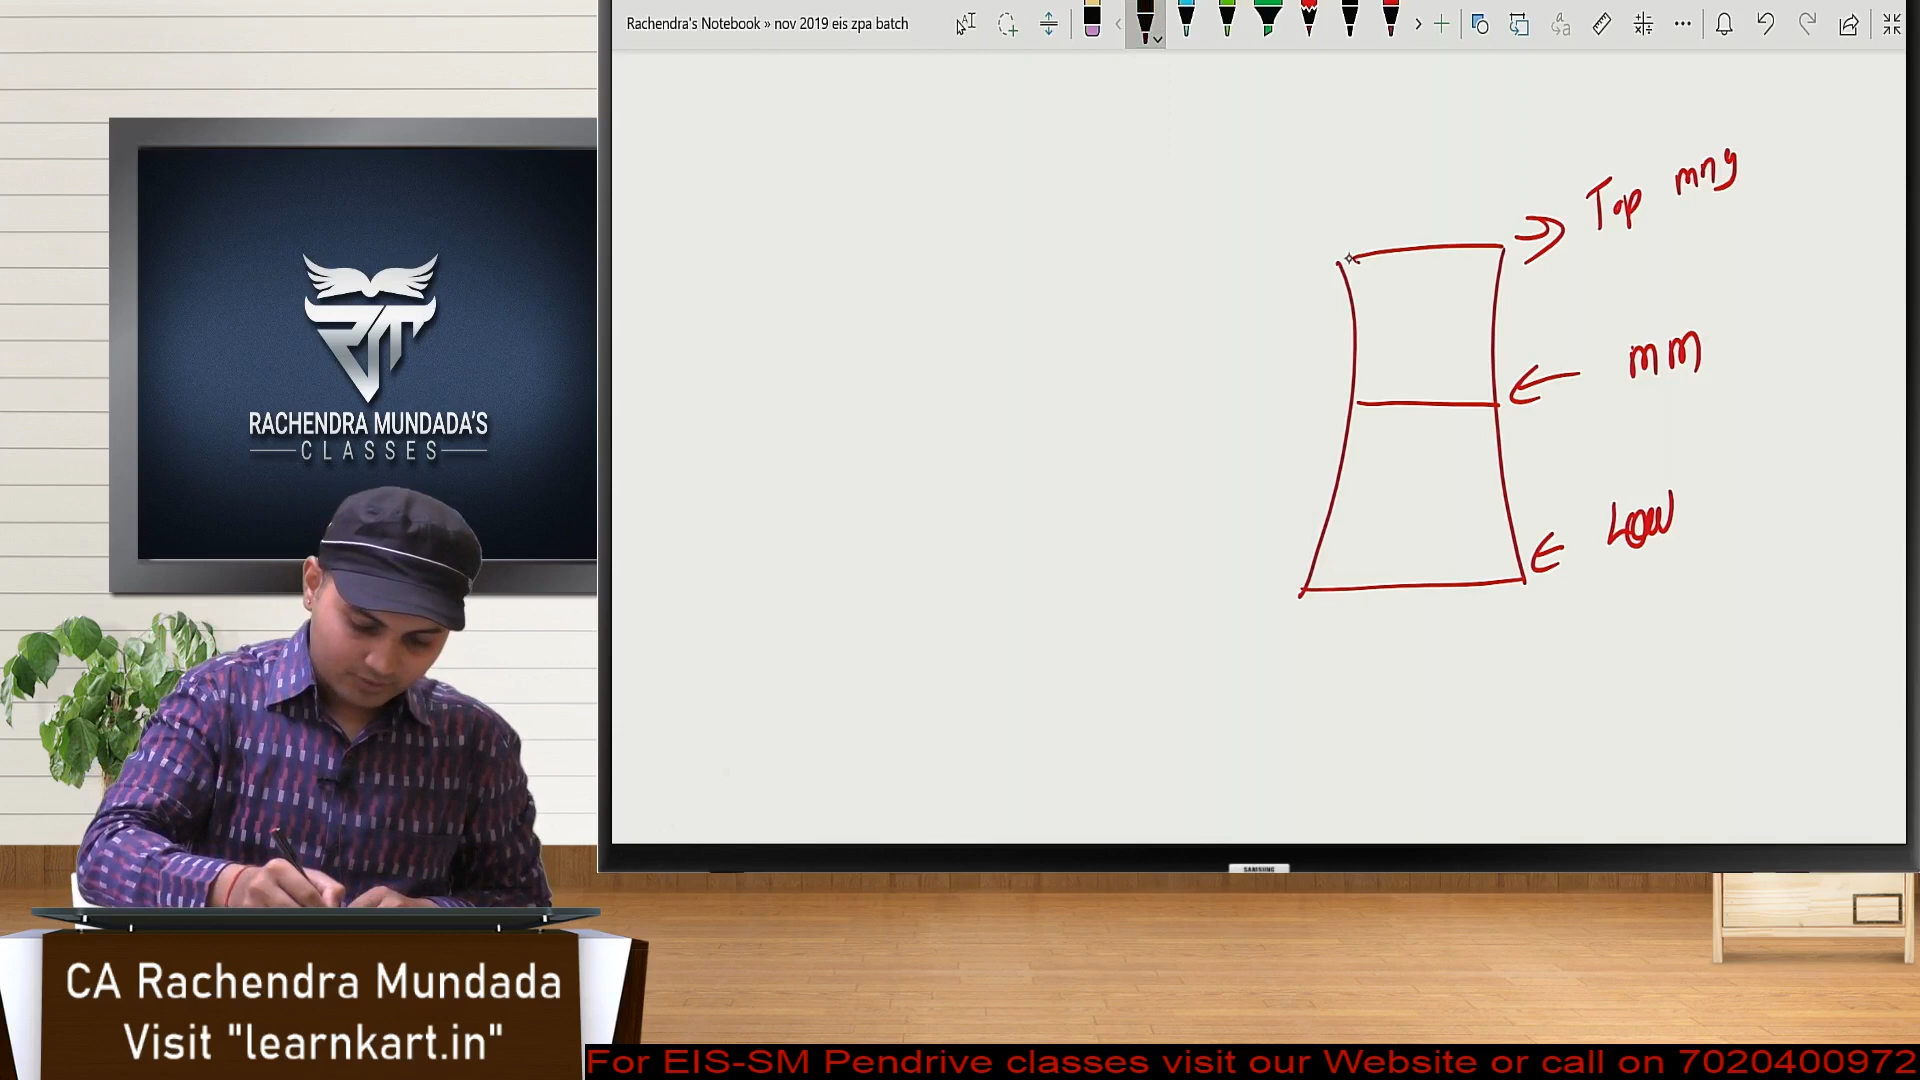 Rachendra's Notebook » nov 2019 eis zpa batch
Top mng
mm
Low
RACHENDRA MUNDADA'S
CLASSES
SAMSUNG
CA Rachendra Mundada
Visit "learnkart.in"
For EIS-SM Pendrive classes visit our Website or call on 7020400972